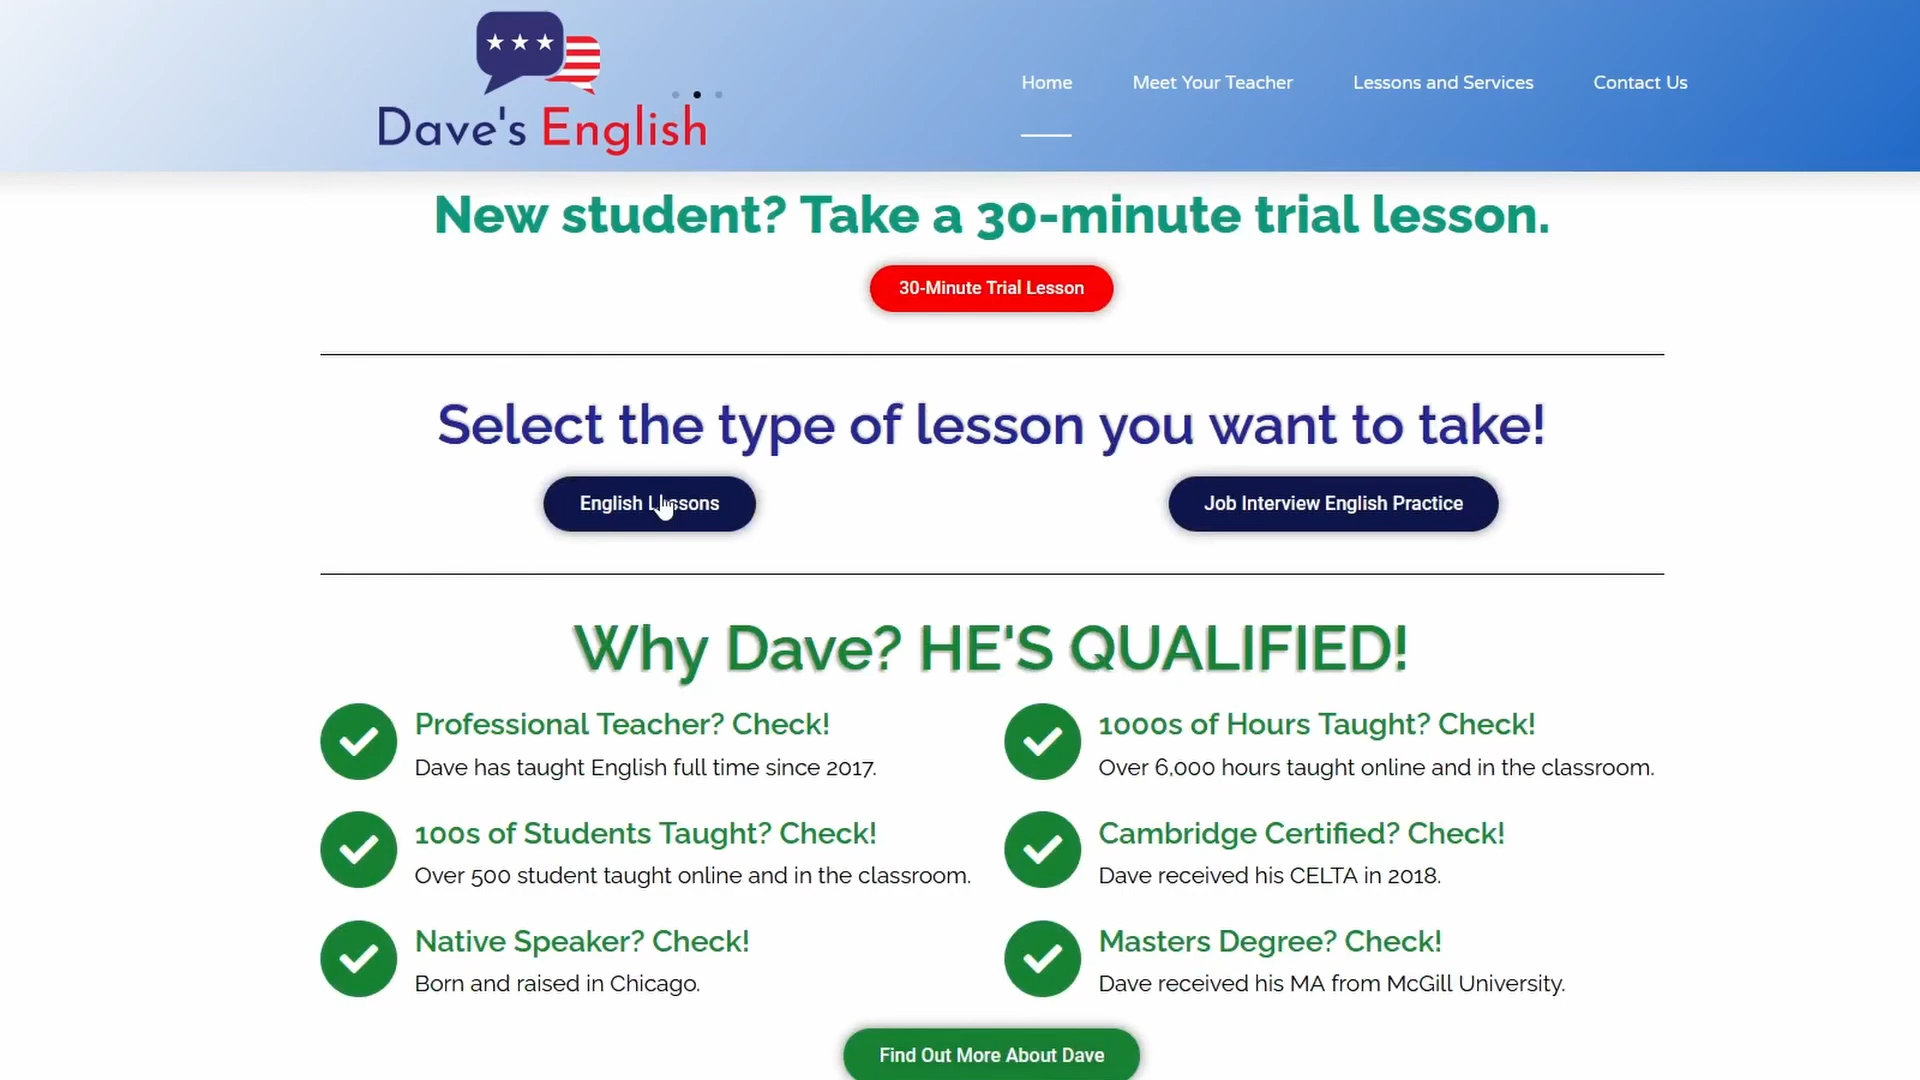 Dave's English
Home
Meet Your Teacher
Lessons and Services
Contact Us
New student? Take a 30-minute trial lesson.
30-Minute Trial Lesson
Select the type of lesson you want to take!
English Lessons
Job Interview English Practice
Why Dave? HE'S QUALIFIED!
Professional Teacher? Check!
Dave has taught English full time since 2017.
1000s of Hours Taught? Check!
Over 6,000 hours taught online and in the classroom.
100s of Students Taught? Check!
Over 500 student taught online and in the classroom.
Cambridge Certified? Check!
Dave received his CELTA in 2018.
Native Speaker? Check!
Born and raised in Chicago.
Masters Degree? Check!
Dave received his MA from McGill University.
Find Out More About Dave